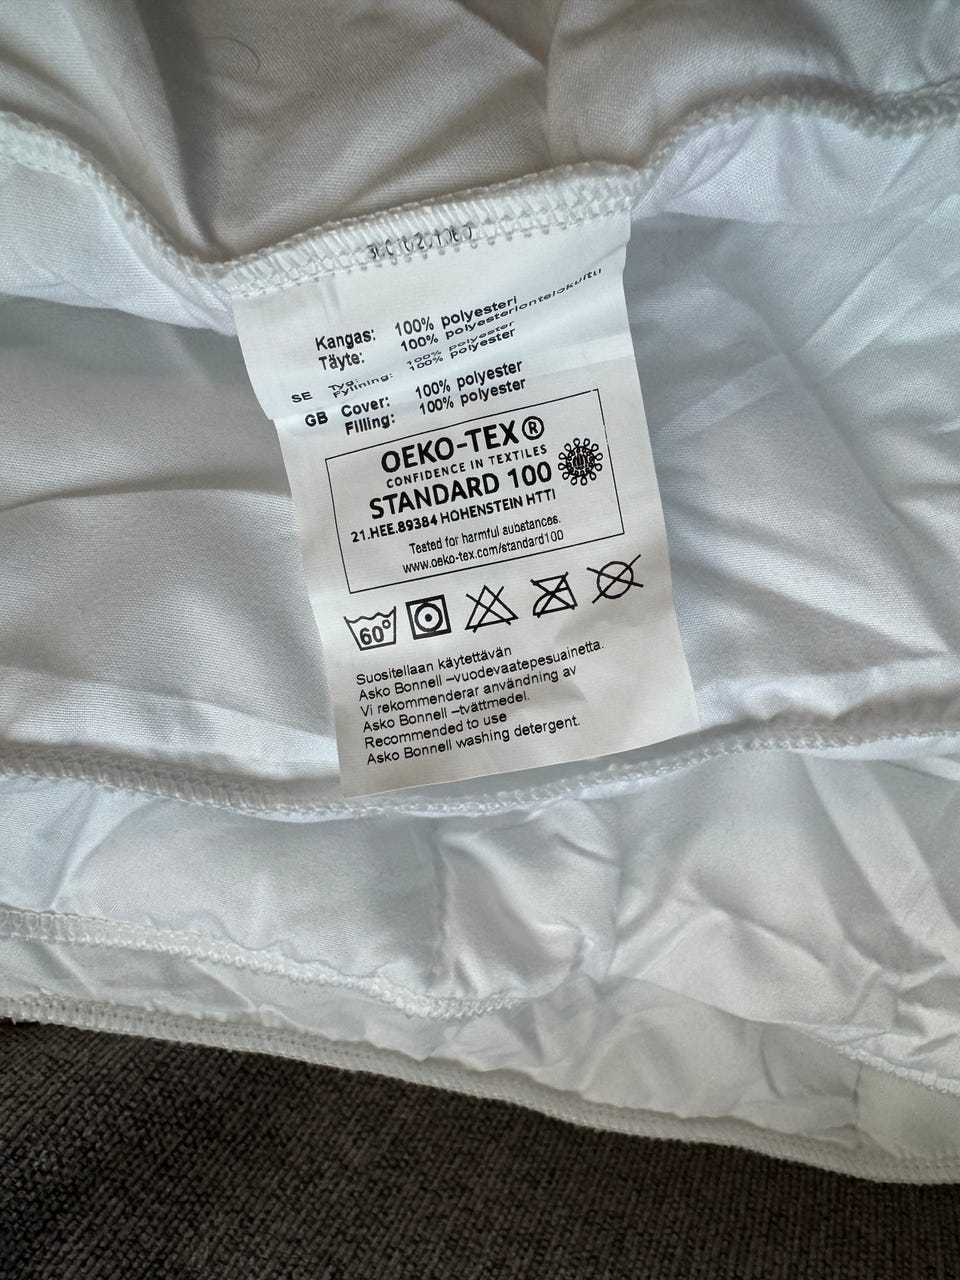 Kangas: 100% polyesteri
Täyte: 100% polyesteriontelokuitu
SE Tyg: 100% polyester
Fyllning: 100% polyester
GB Cover: 100% polyester
Filling: 100% polyester
OEKO-TEX®
CONFIDENCE IN TEXTILES
STANDARD 100
21.HEE.89384 HOHENSTEIN HTTI
Tested for harmful substances.
www.oeko-tex.com/standard100
60°
Suositellaan käytettävän
Asko Bonnell –vuodevaatepesuainetta.
Vi rekommenderar användning av
Asko Bonnell –tvättmedel.
Recommended to use
Asko Bonnell washing detergent.